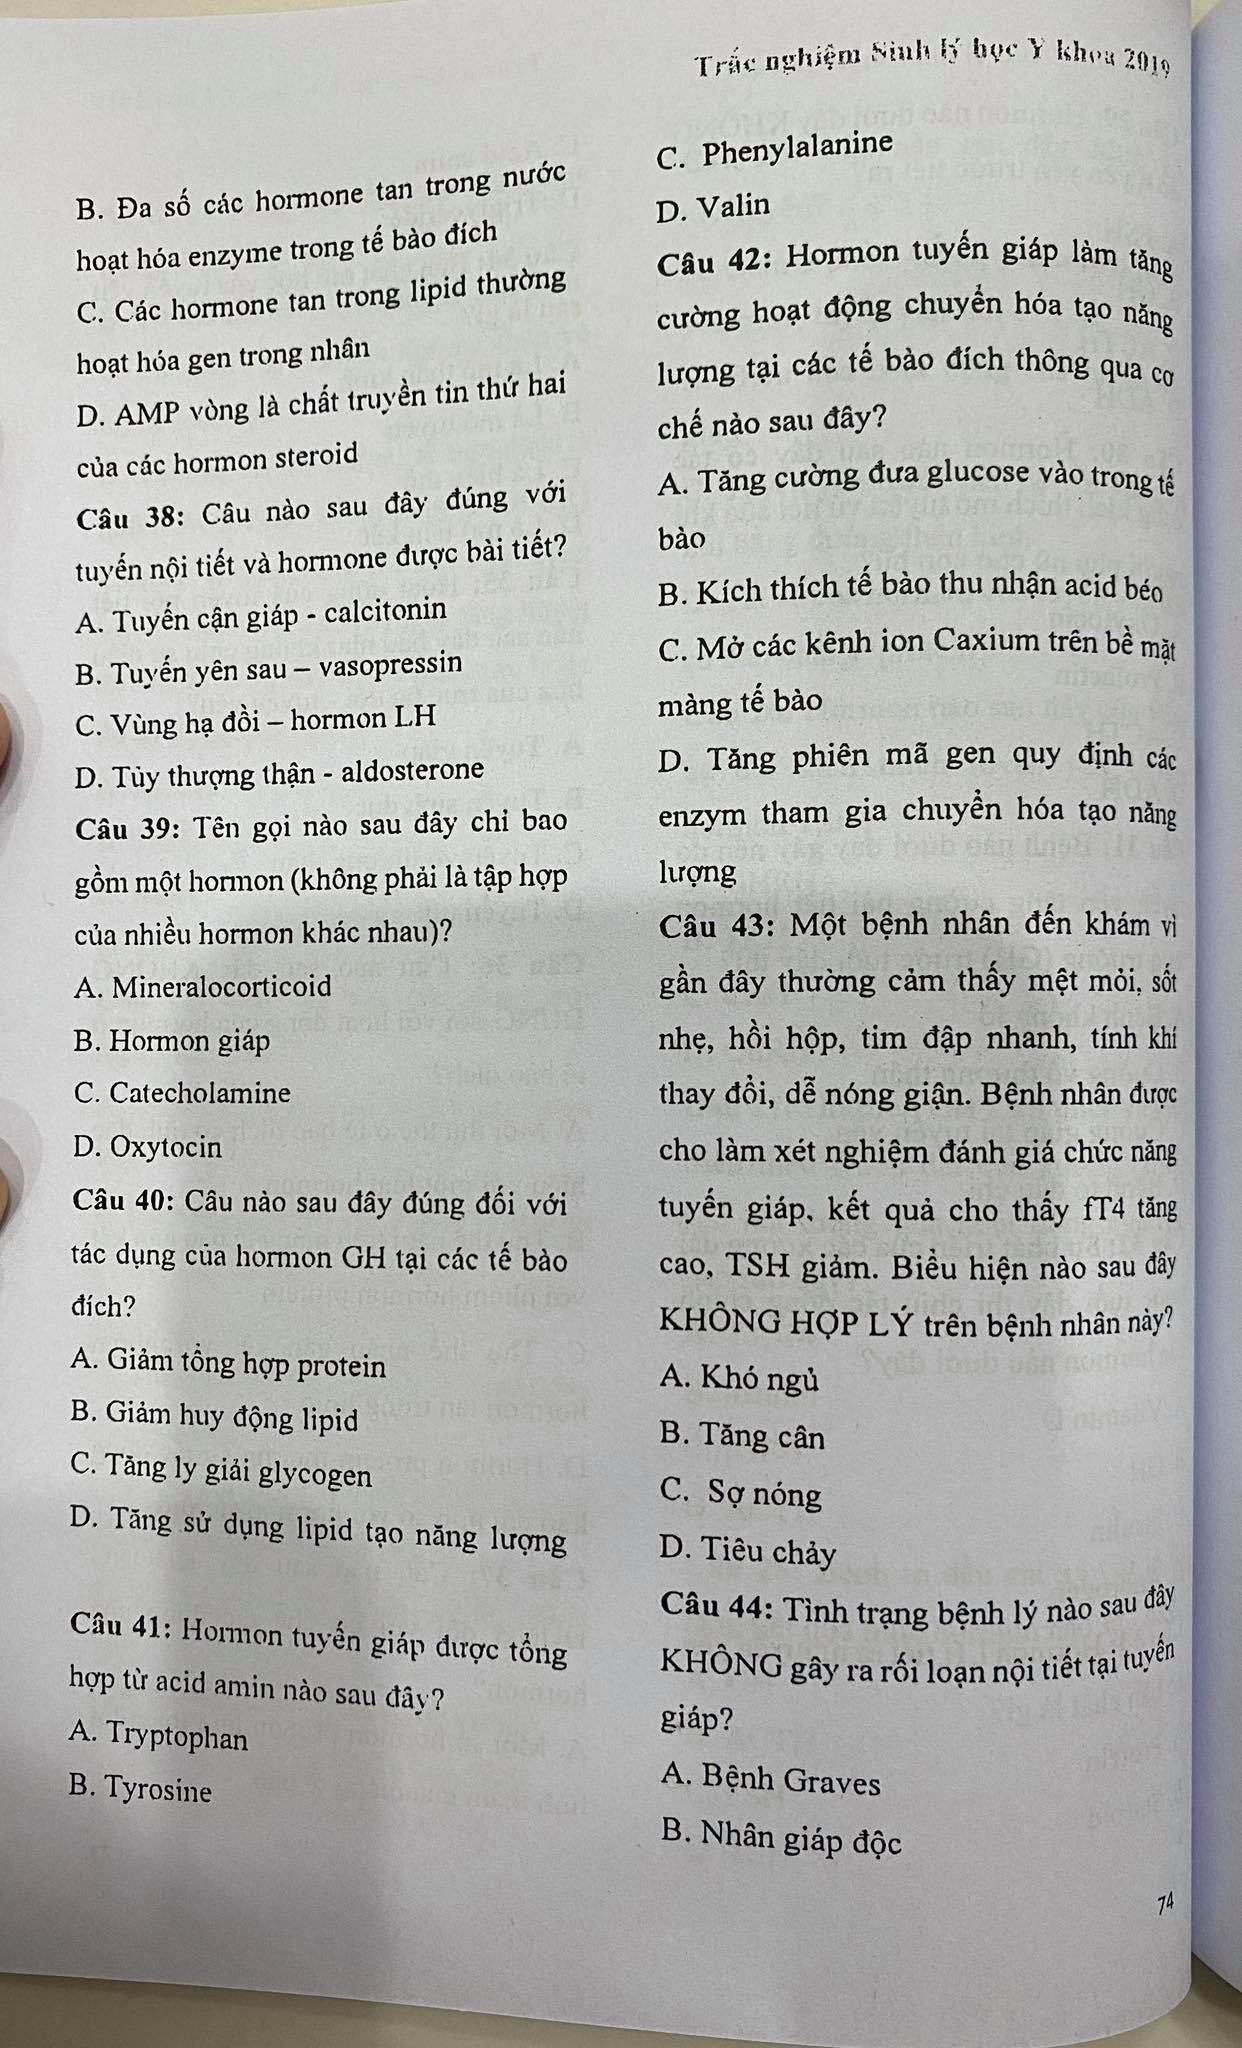 Trắc nghiệm Sinh lý học Y khoa 2019
B. Đa số các hormone tan trong nước
hoạt hóa enzyme trong tế bào đích
C. Các hormone tan trong lipid thường
hoạt hóa gen trong nhân
D. AMP vòng là chất truyền tin thứ hai
của các hormon steroid
Câu 38: Câu nào sau đây đúng với
tuyến nội tiết và hormone được bài tiết?
A. Tuyến cận giáp - calcitonin
B. Tuyến yên sau – vasopressin
C. Vùng hạ đồi – hormon LH
D. Tủy thượng thận - aldosterone
Câu 39: Tên gọi nào sau đây chỉ bao
gồm một hormon (không phải là tập hợp
của nhiều hormon khác nhau)?
A. Mineralocorticoid
B. Hormon giáp
C. Catecholamine
D. Oxytocin
Câu 40: Câu nào sau đây đúng đối với
tác dụng của hormon GH tại các tế bào
đích?
A. Giảm tổng hợp protein
B. Giảm huy động lipid
C. Tăng ly giải glycogen
D. Tăng sử dụng lipid tạo năng lượng
Câu 41: Hormon tuyến giáp được tổng
hợp từ acid amin nào sau đây?
A. Tryptophan
B. Tyrosine
C. Phenylalanine
D. Valin
Câu 42: Hormon tuyến giáp làm tăng
cường hoạt động chuyển hóa tạo năng
lượng tại các tế bào đích thông qua cơ
chế nào sau đây?
A. Tăng cường đưa glucose vào trong tế
bào
B. Kích thích tế bào thu nhận acid béo
C. Mở các kênh ion Caxium trên bề mặt
màng tế bào
D. Tăng phiên mã gen quy định các
enzym tham gia chuyển hóa tạo năng
lượng
Câu 43: Một bệnh nhân đến khám vì
gần đây thường cảm thấy mệt mỏi, sốt
nhẹ, hồi hộp, tim đập nhanh, tính khí
thay đổi, dễ nóng giận. Bệnh nhân được
cho làm xét nghiệm đánh giá chức năng
tuyến giáp, kết quả cho thấy fT4 tăng
cao, TSH giảm. Biểu hiện nào sau đây
KHÔNG HỢP LÝ trên bệnh nhân này?
A. Khó ngủ
B. Tăng cân
C. Sợ nóng
D. Tiêu chảy
Câu 44: Tình trạng bệnh lý nào sau đây
KHÔNG gây ra rối loạn nội tiết tại tuyến
giáp?
A. Bệnh Graves
B. Nhân giáp độc
74